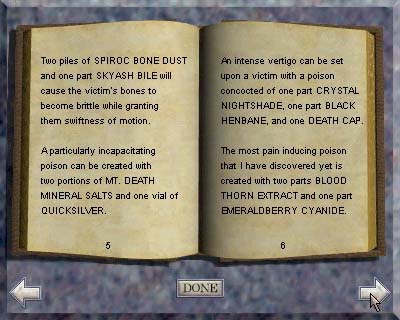 Two piles of SPIROC BONE DUST
and one part SKYASH BILE will
cause the victim's bones to
become brittle while granting
them swiftness of motion.
A particularly incapacitating
poison can be created with
two portions of MT. DEATH
MINERAL SALTS and one vial of
QUICKSILVER.
5
An intense vertigo can be set
upon a victim with a poison
concocted of one part CRYSTAL
NIGHTSHADE, one part BLACK
HENBANE, and one DEATH CAP.
The most pain inducing poison
that I have discovered yet is
created with two parts BLOOD
THORN EXTRACT and one part
EMERALDBERRY CYANIDE.
6
DONE